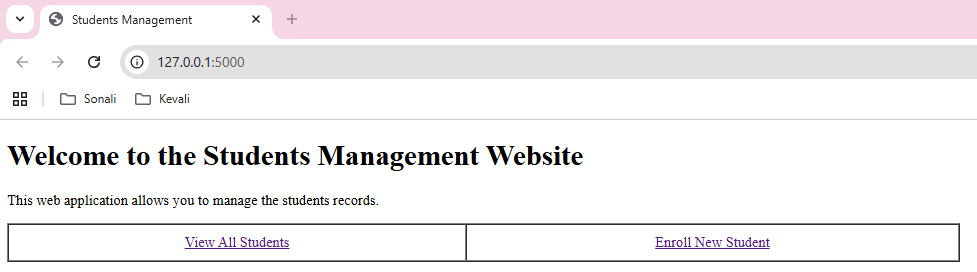 Students Management
127.0.0.1:5000
Sonali Kevali
Welcome to the Students Management Website
This web application allows you to manage the students records.
View All Students Enroll New Student